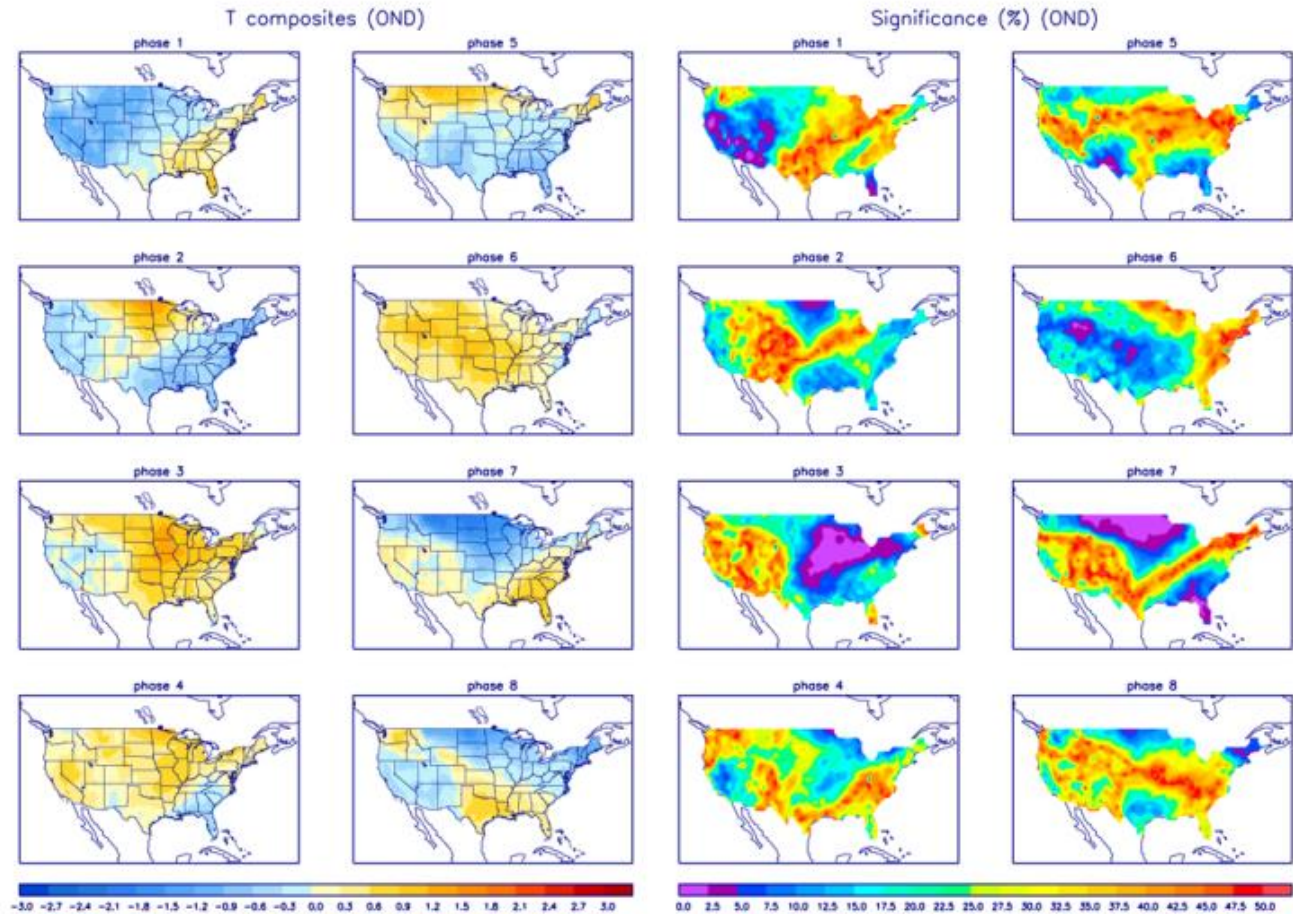 T composites (OND) Significance (%) (OND)
phase 1 phase 5 phase 1 phase 5
phase 2 phase 6 phase 2 phase 6
phase 3 phase 7 phase 3 phase 7
phase 4 phase 8 phase 4 phase 8
-3.0 -2.7 -2.4 -2.1 -1.8 -1.5 -1.2 -0.9 -0.6 -0.3 0.0 0.3 0.6 0.9 1.2 1.5 1.8 2.1 2.4 2.7 3.0 0.0 2.5 5.0 7.5 10.0 12.5 15.0 17.5 20.0 22.5 25.0 27.5 30.0 32.5 35.0 37.5 40.0 42.5 45.0 47.5 50.0